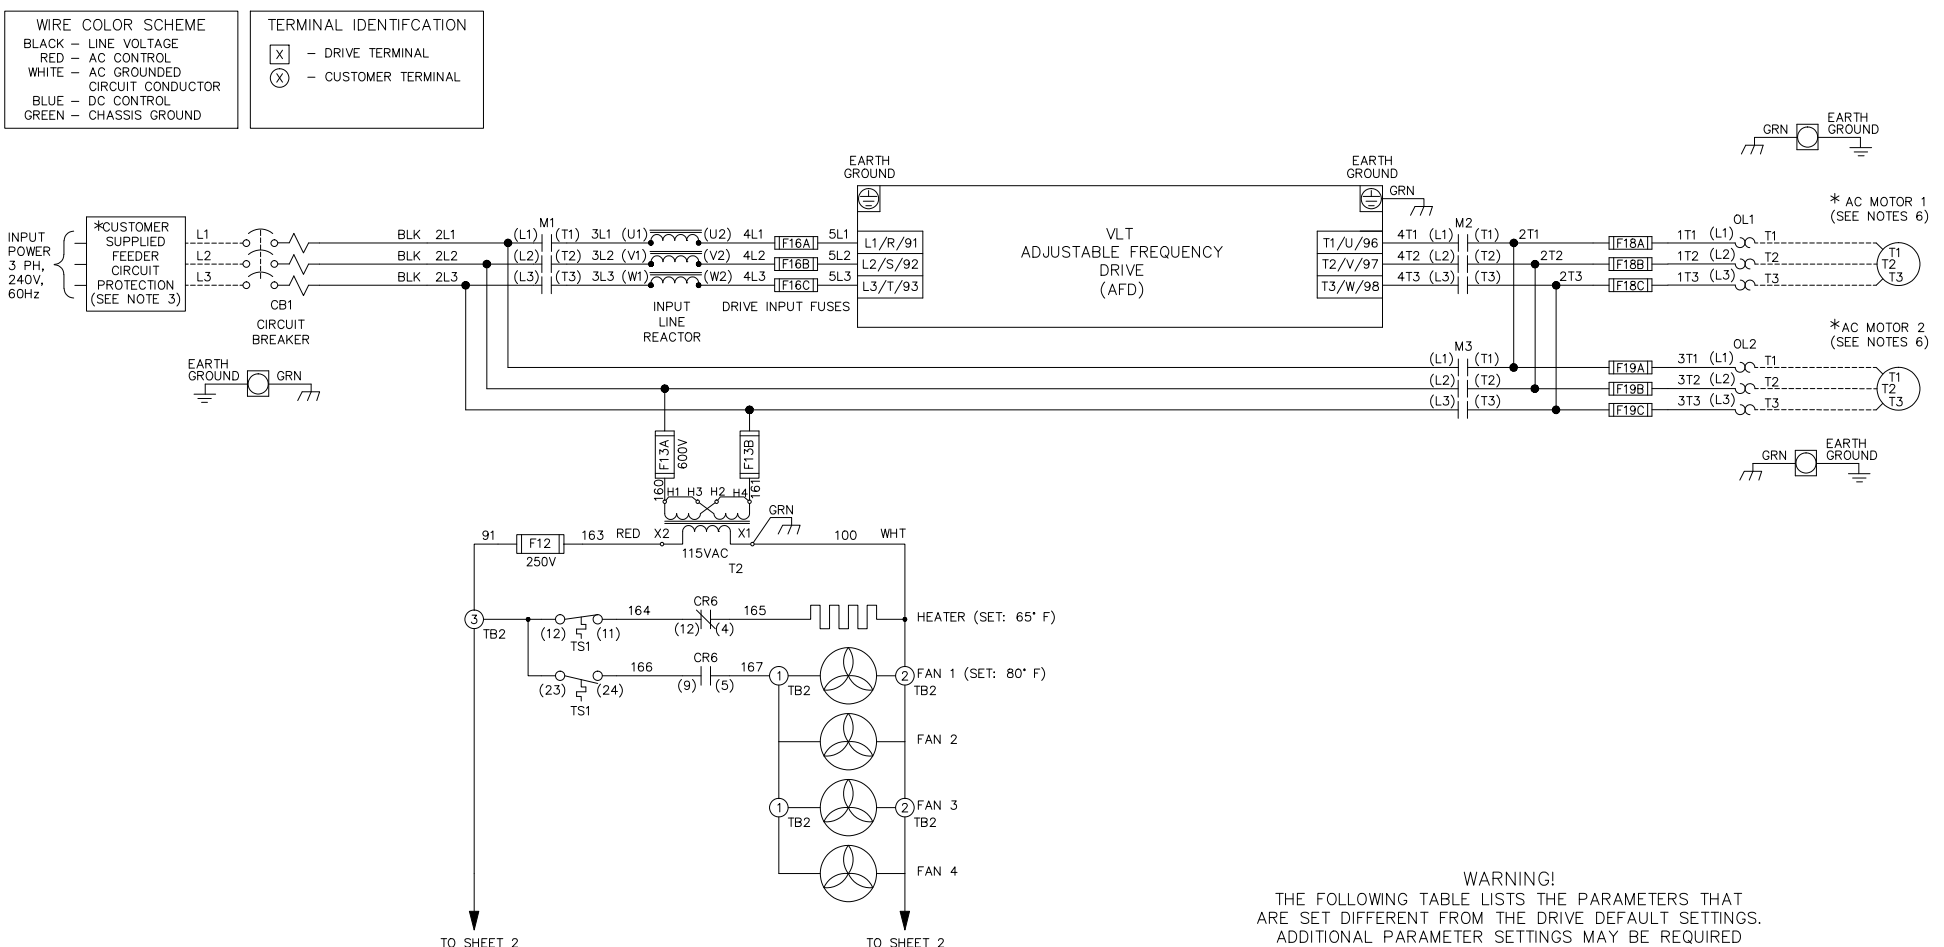 WIRE COLOR SCHEME
BLACK – LINE VOLTAGE
RED – AC CONTROL
WHITE – AC GROUNDED
CIRCUIT CONDUCTOR
BLUE – DC CONTROL
GREEN – CHASSIS GROUND
TERMINAL IDENTIFCATION
X – DRIVE TERMINAL
X – CUSTOMER TERMINAL
GRN EARTH
GROUND
EARTH
GROUND
EARTH
GROUND
GRN
INPUT
POWER
3 PH,
240V,
60Hz
*CUSTOMER
SUPPLIED
FEEDER
CIRCUIT
PROTECTION
(SEE NOTE 3)
L1
L2
L3
CB1
CIRCUIT
BREAKER
BLK 2L1
BLK 2L2
BLK 2L3
M1
(L1) (T1) 3L1 (U1) (U2) 4L1 F16A 5L1 L1/R/91
(L2) (T2) 3L2 (V1) (V2) 4L2 F16B 5L2 L2/S/92
(L3) (T3) 3L3 (W1) (W2) 4L3 F16C 5L3 L3/T/93
INPUT
LINE
REACTOR
DRIVE INPUT FUSES
VLT
ADJUSTABLE FREQUENCY
DRIVE
(AFD)
M2
T1/U/96 4T1 (L1) (T1) 2T1 F18A 1T1 (L1) T1
T2/V/97 4T2 (L2) (T2) 2T2 F18B 1T2 (L2) T2
T3/W/98 4T3 (L3) (T3) 2T3 F18C 1T3 (L3) T3
OL1
* AC MOTOR 1
(SEE NOTES 6)
T1
T2
T3
EARTH
GROUND GRN
M3
(L1) (T1) F19A 3T1 (L1) T1
(L2) (T2) F19B 3T2 (L2) T2
(L3) (T3) F19C 3T3 (L3) T3
OL2
*AC MOTOR 2
(SEE NOTES 6)
T1
T2
T3
GRN EARTH
GROUND
F13A
600V
F13B
160
161
H1 H3 H2 H4
GRN
91 F12 163 RED X2 X1 100 WHT
250V
115VAC
T2
3
TB2
(12) (11)
TS1
164
CR6
(12) (4)
165
HEATER (SET: 65° F)
(23) (24)
TS1
166
CR6
(9) (5)
167
1
TB2
2
TB2
FAN 1 (SET: 80° F)
FAN 2
1
TB2
2
TB2
FAN 3
FAN 4
TO SHEET 2
TO SHEET 2
WARNING!
THE FOLLOWING TABLE LISTS THE PARAMETERS THAT
ARE SET DIFFERENT FROM THE DRIVE DEFAULT SETTINGS.
ADDITIONAL PARAMETER SETTINGS MAY BE REQUIRED